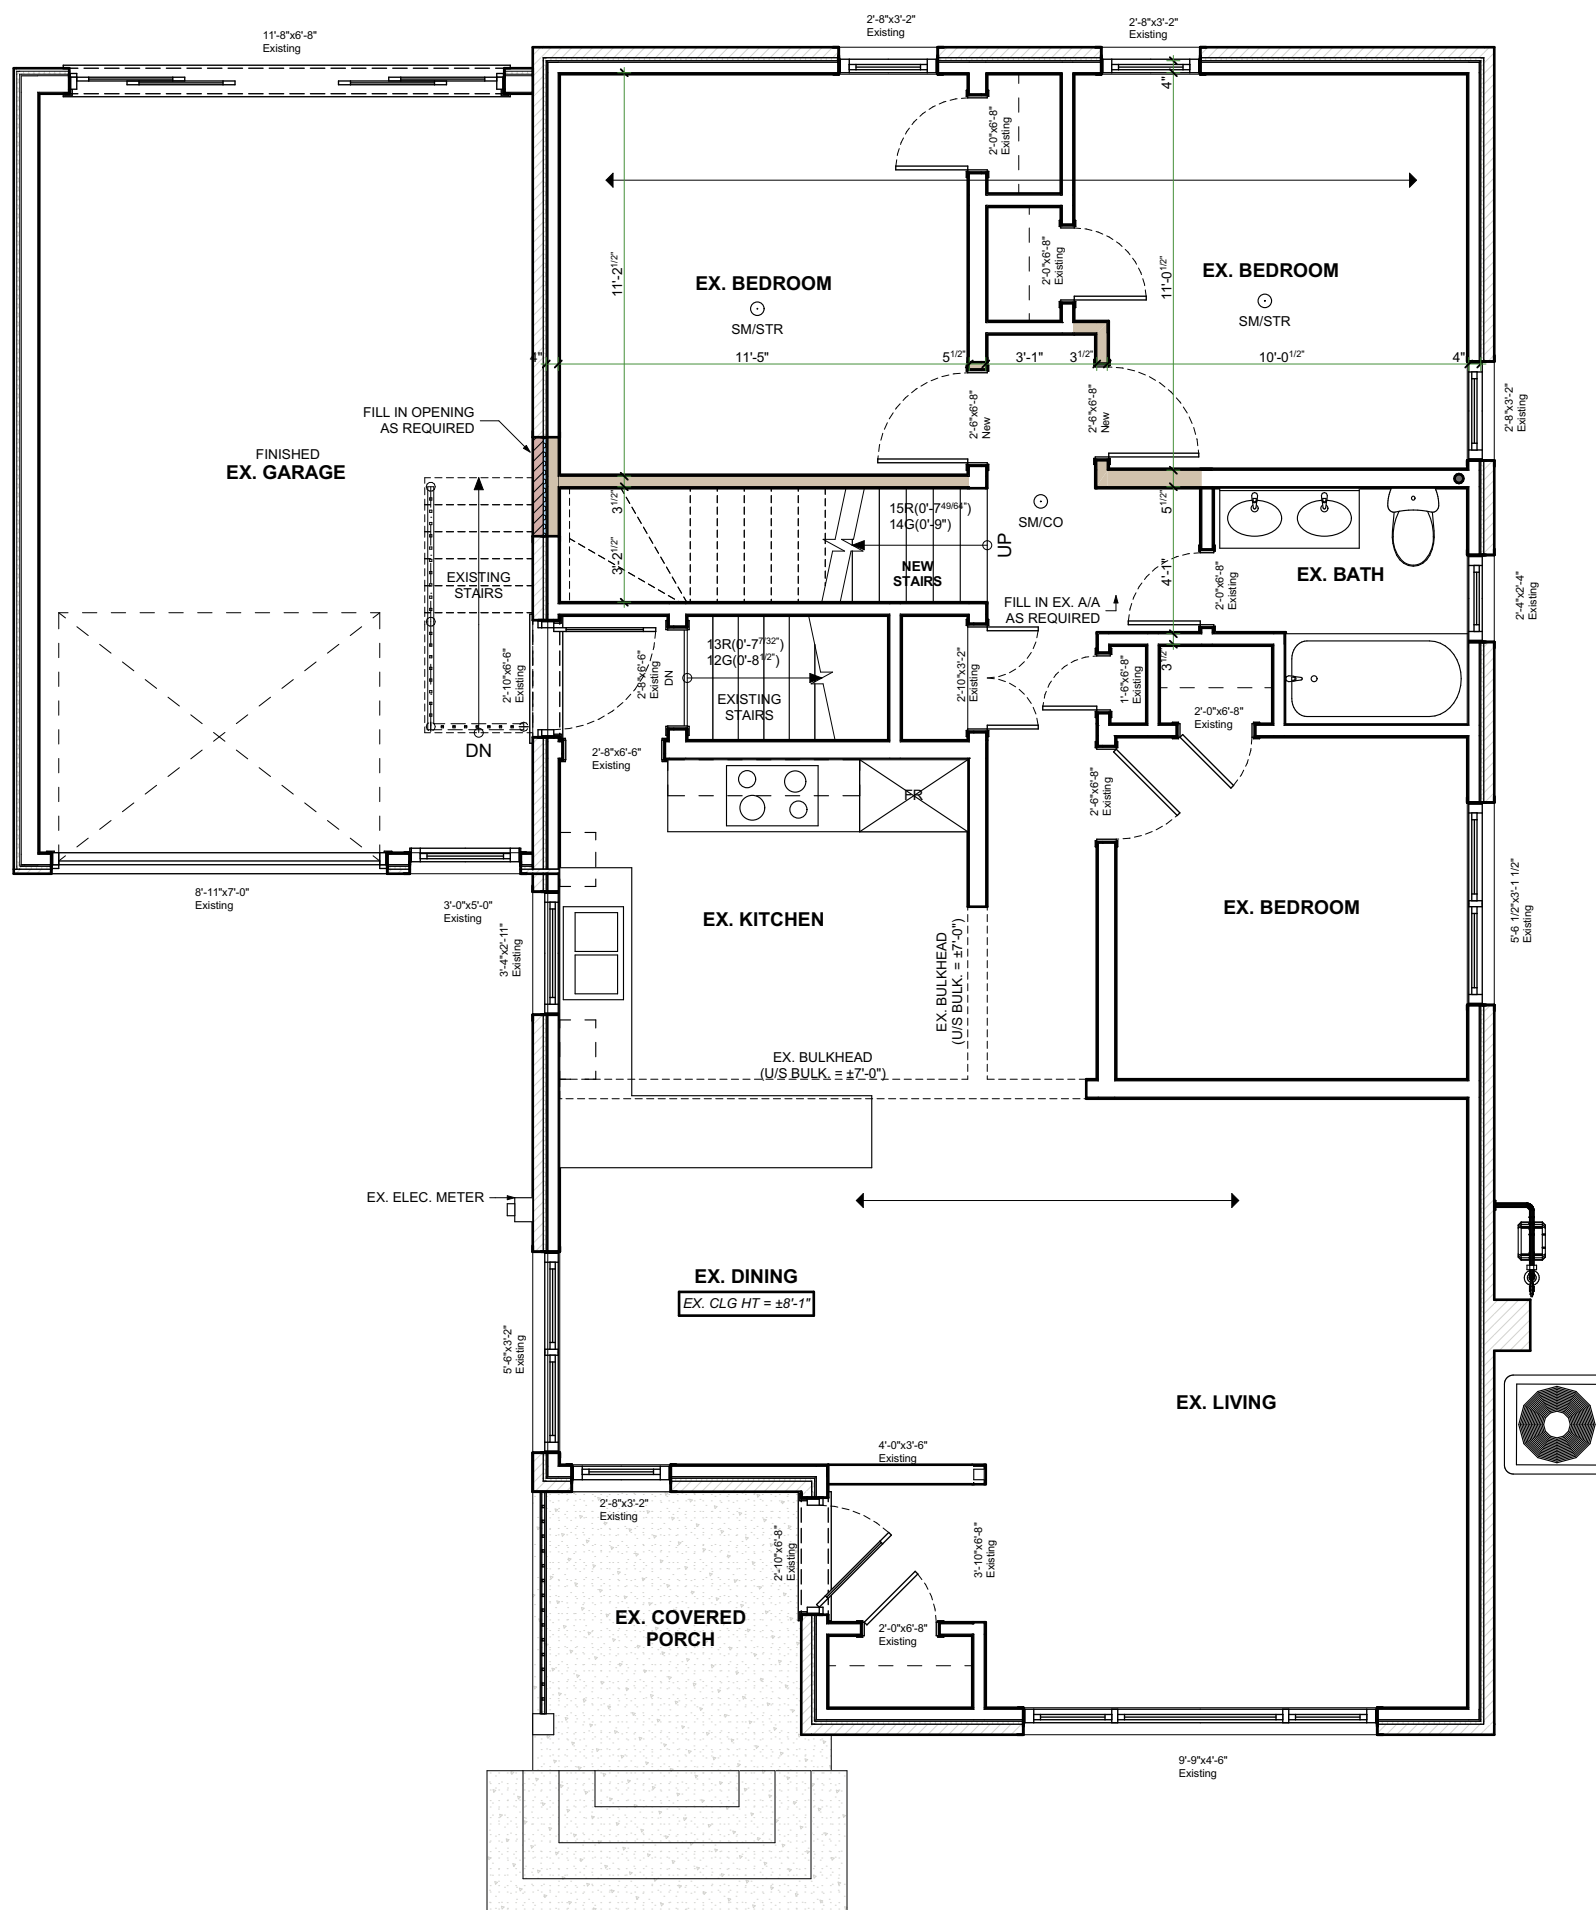 2'-8"x3'-2"
Existing
2'-8"x3'-2"
Existing
11'-8"x6'-8"
Existing
4"
2'-0"x6'-8"
Existing
2'-0"x6'-8"
Existing
11'-2 1/2"
11'-0 1/2"
EX. BEDROOM
SM/STR
EX. BEDROOM
SM/STR
4"
11'-5"
5 1/2"
3'-1"
3 1/2"
10'-0 1/2"
4"
2'-6"x6'-8"
New
2'-6"x6'-8"
New
2'-8"x3'-2"
Existing
FILL IN OPENING
AS REQUIRED
FINISHED
EX. GARAGE
3 1/2"
3'-2 1/2"
15R(0'-7 49/64")
14G(0'-9")
UP
NEW
STAIRS
SM/CO
5 1/2"
4'-1"
3 1/2"
EX. BATH
2'-0"x6'-8"
Existing
2'-4"x2'-4"
Existing
FILL IN EX. A/A
AS REQUIRED
EXISTING
STAIRS
DN
2'-10"x6'-6"
Existing
2'-8"x6'-6"
Existing
DN
13R(0'-7 7/32")
12G(0'-8 1/2")
EXISTING
STAIRS
2'-10"x3'-2"
Existing
1'-6"x6'-8"
Existing
2'-0"x6'-8"
Existing
2'-8"x6'-6"
Existing
FR
2'-6"x6'-8"
Existing
8'-11"x7'-0"
Existing
3'-0"x5'-0"
Existing
3'-4"x2'-11"
Existing
EX. KITCHEN
EX. BEDROOM
5'-6 1/2"x3'-1 1/2"
Existing
EX. BULKHEAD
(U/S BULK. = ±7'-0")
EX. BULKHEAD
(U/S BULK. = ±7'-0")
EX. ELEC. METER
EX. DINING
EX. CLG HT = ±8'-1"
5'-6"x3'-2"
Existing
EX. LIVING
4'-0"x3'-6"
Existing
2'-8"x3'-2"
Existing
2'-10"x6'-8"
Existing
3'-10"x6'-8"
Existing
EX. COVERED
PORCH
2'-0"x6'-8"
Existing
9'-9"x4'-6"
Existing